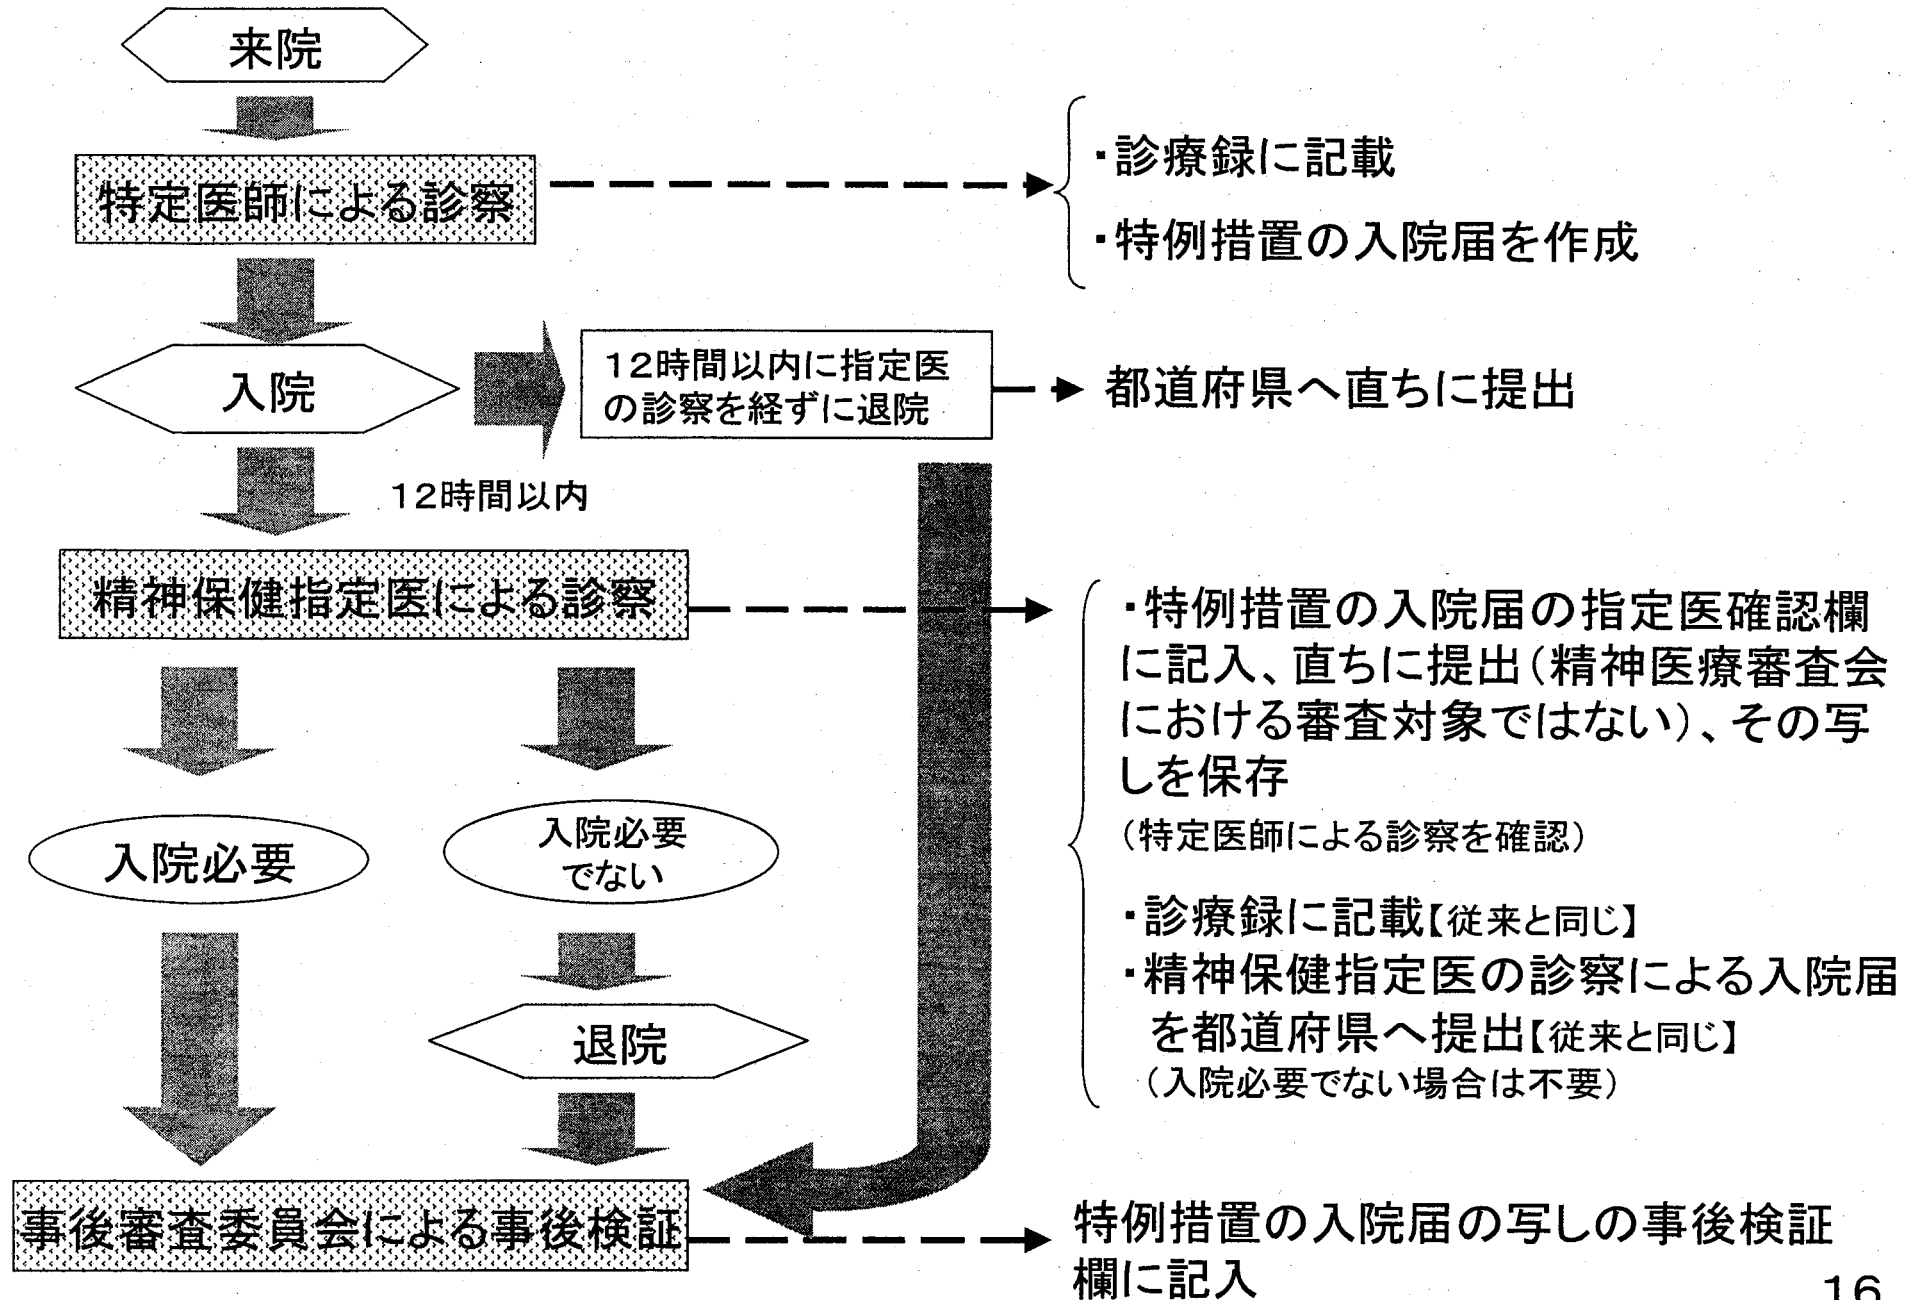 来院
特定医師による診察
・診療録に記載
・特例措置の入院届を作成
入院
12時間以内に指定医
の診察を経ずに退院
都道府県へ直ちに提出
12時間以内
精神保健指定医による診察
・特例措置の入院届の指定医確認欄
に記入、直ちに提出(精神医療審査会
における審査対象ではない)、その写
しを保存
(特定医師による診察を確認)
・診療録に記載【従来と同じ】
・精神保健指定医の診察による入院届
を都道府県へ提出【従来と同じ】
(入院必要でない場合は不要)
入院必要
入院必要
でない
退院
事後審査委員会による事後検証
特例措置の入院届の写しの事後検証
欄に記入
16